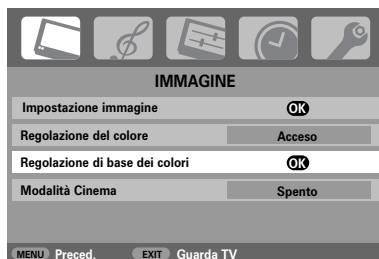 IMMAGINE
Impostazione immagine OK
Regolazione del colore Acceso
Regolazione di base dei colori OK
Modalità Cinema Spento
MENU Preced. EXIT Guarda TV